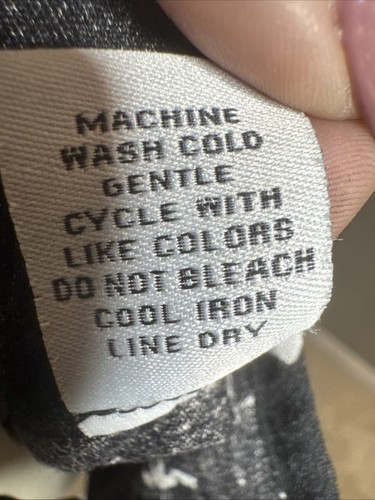 MACHINE
WASH COLD
GENTLE
CYCLE WITH
LIKE COLORS
DO NOT BLEACH
COOL IRON
LINE DRY